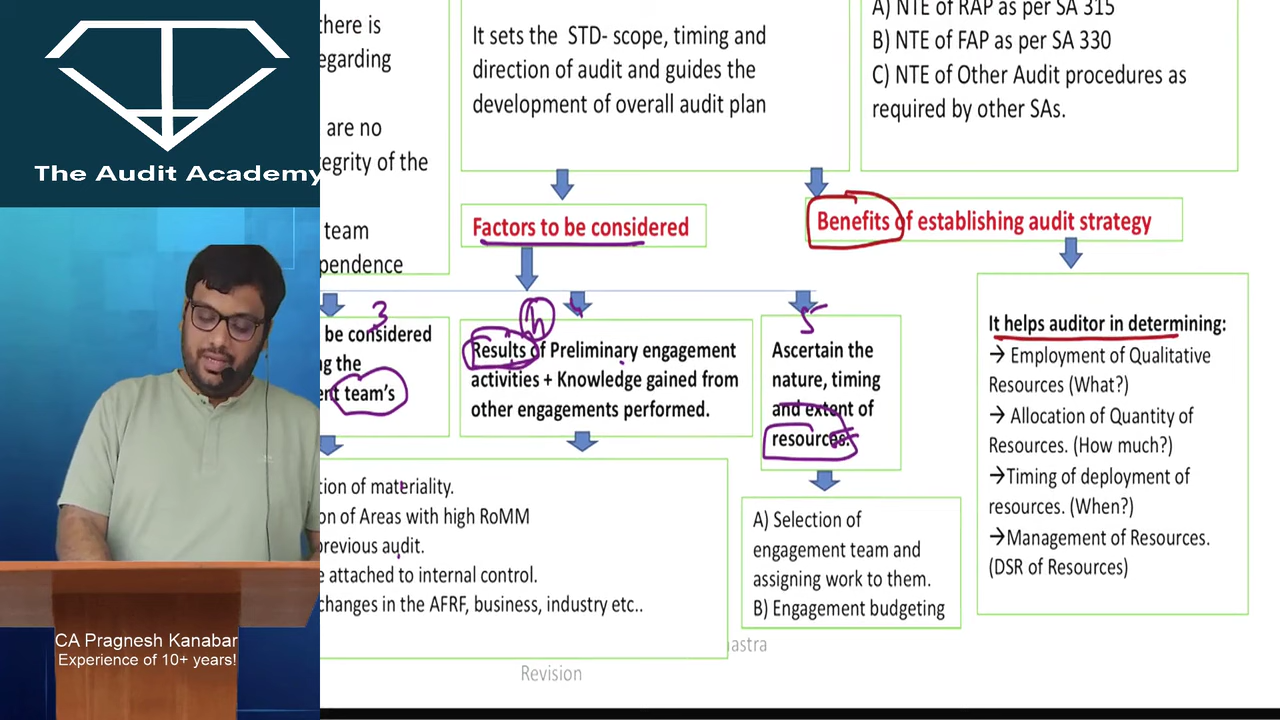 The Audit Academy
CA Pragnesh Kanabar
Experience of 10+ years!
there is
egarding
are no
tegrity of the
team
pendence
It sets the STD- scope, timing and
direction of audit and guides the
development of overall audit plan
A) NTE of RAP as per SA 315
B) NTE of FAP as per SA 330
C) NTE of Other Audit procedures as
required by other SAs.
Factors to be considered
Benefits of establishing audit strategy
3
h
4
5
be considered
ng the
ent team's
Results of Preliminary engagement
activities + Knowledge gained from
other engagements performed.
Ascertain the
nature, timing
and extent of
resources.
It helps auditor in determining:
→ Employment of Qualitative
Resources (What?)
→ Allocation of Quantity of
Resources. (How much?)
→Timing of deployment of
resources. (When?)
→Management of Resources.
(DSR of Resources)
tion of materiality.
on of Areas with high RoMM
previous audit.
e attached to internal control.
changes in the AFRF, business, industry etc..
A) Selection of
engagement team and
assigning work to them.
B) Engagement budgeting
hastra
Revision